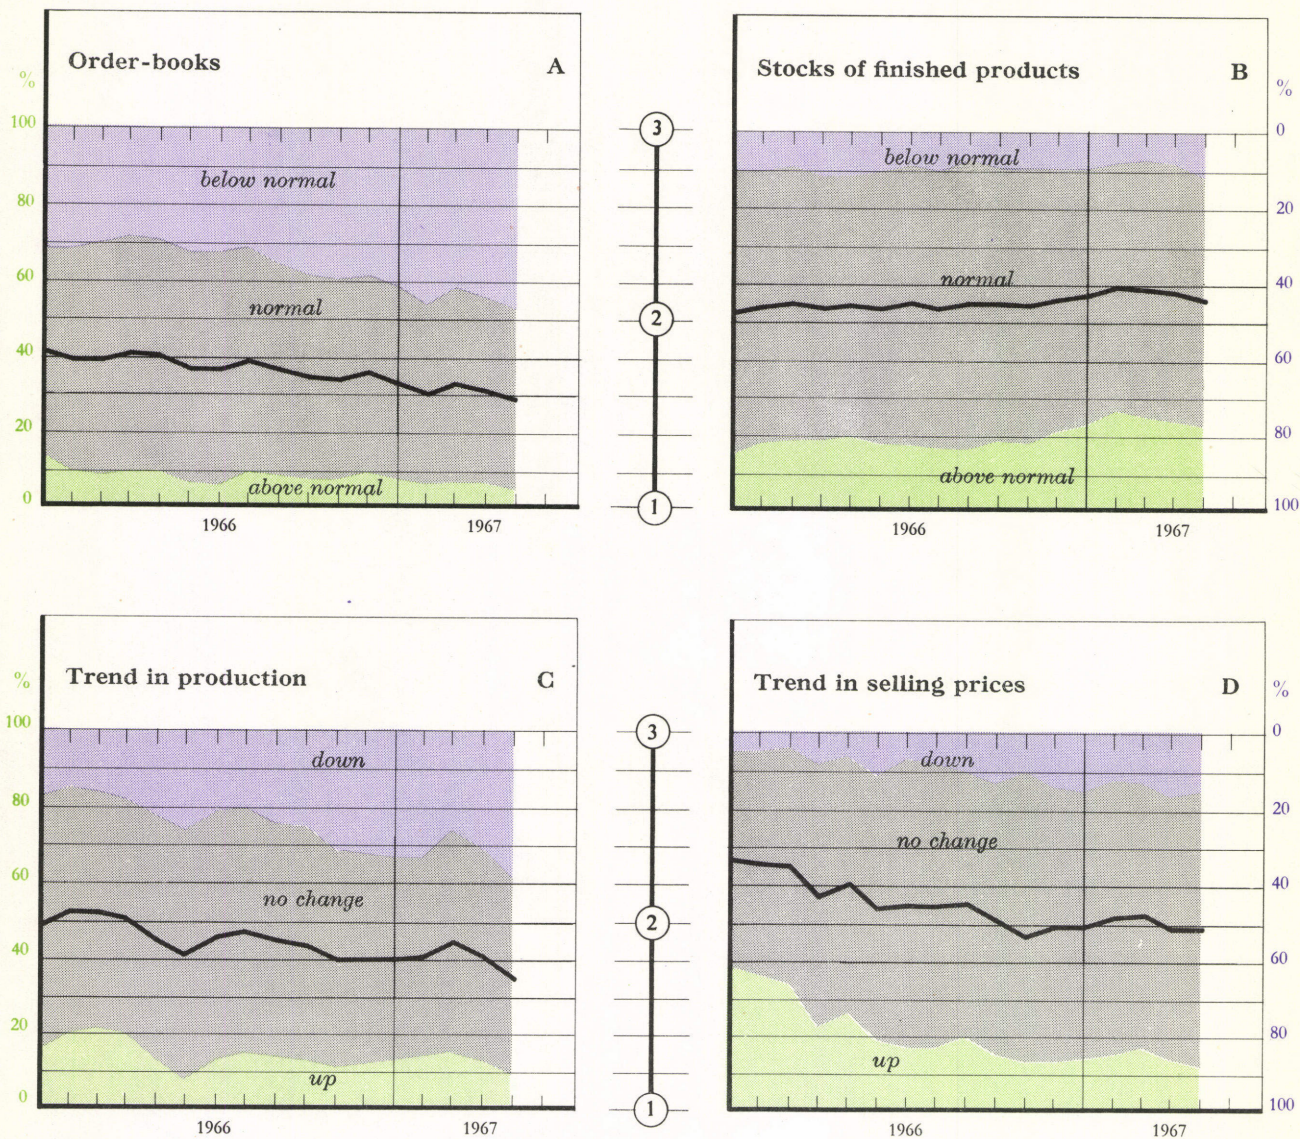 Order-books A
%
100
80
60
40
20
0
below normal
normal
above normal
1966 1967
3
2
1
Stocks of finished products B
%
0
20
40
60
80
100
below normal
normal
above normal
1966 1967
Trend in production C
%
100
80
60
40
20
0
down
no change
up
1966 1967
3
2
1
Trend in selling prices D
%
0
20
40
60
80
100
down
no change
up
1966 1967